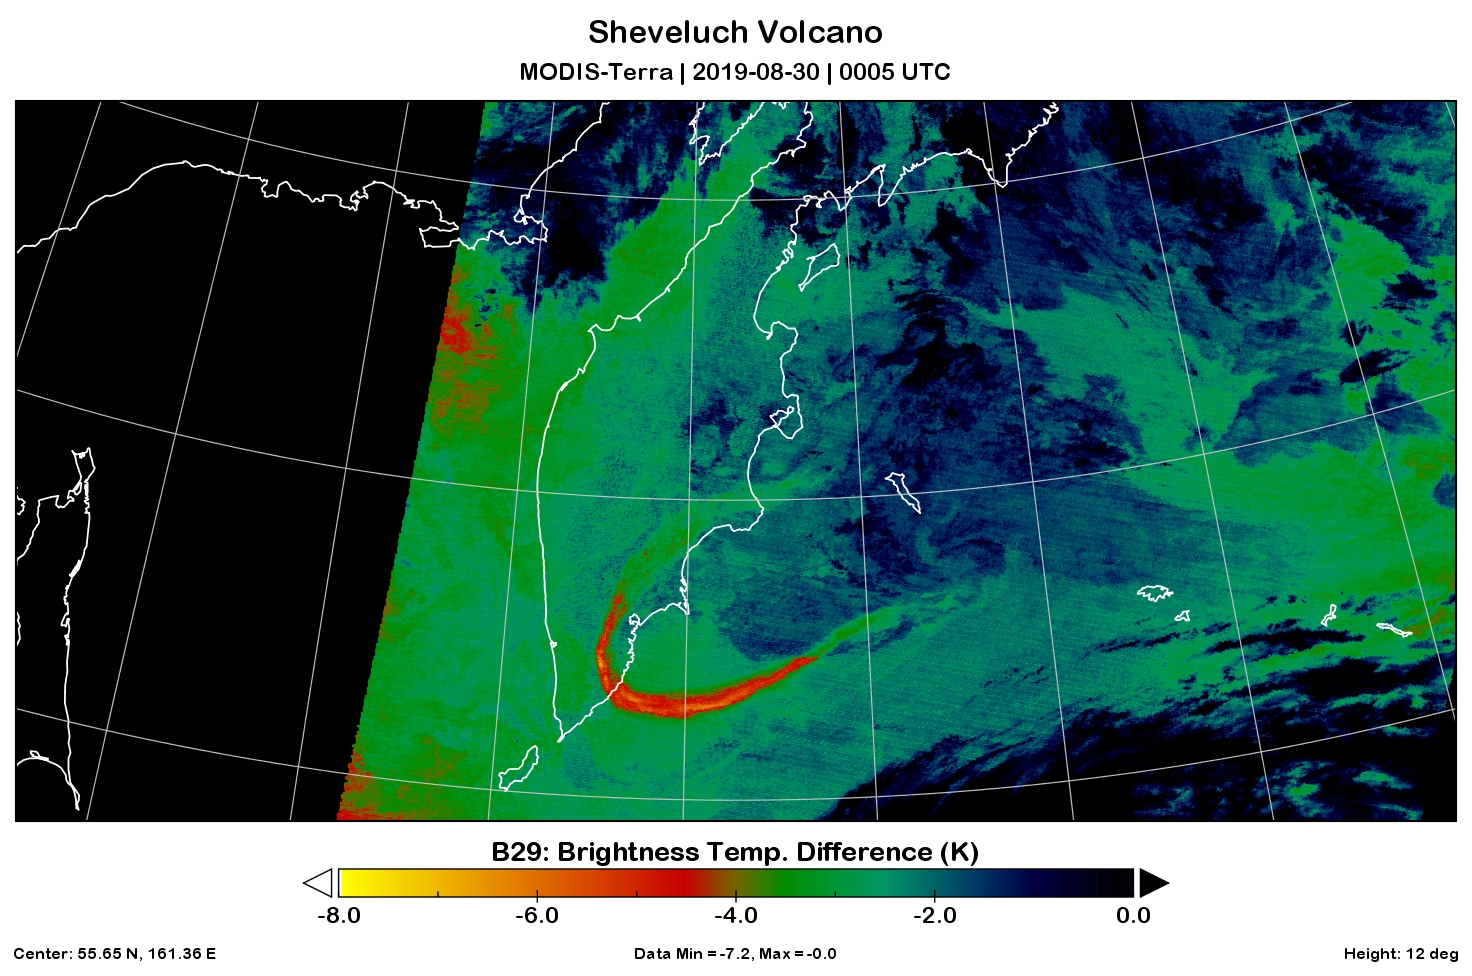 Sheveluch Volcano
MODIS-Terra | 2019-08-30 | 0005 UTC
B29: Brightness Temp. Difference (K)
-8.0 -6.0 -4.0 -2.0 0.0
Center: 55.65 N, 161.36 E Data Min = -7.2, Max = -0.0 Height: 12 deg